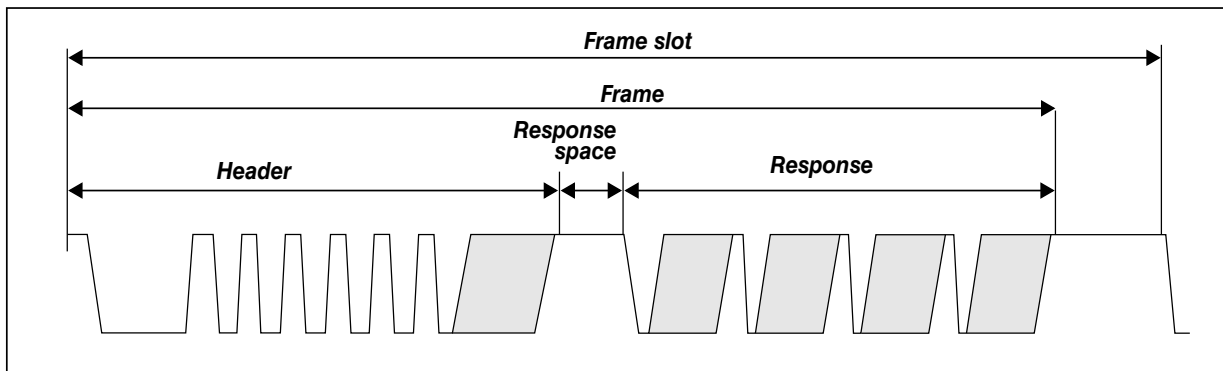 Frame slot
Frame
Response
space
Header
Response